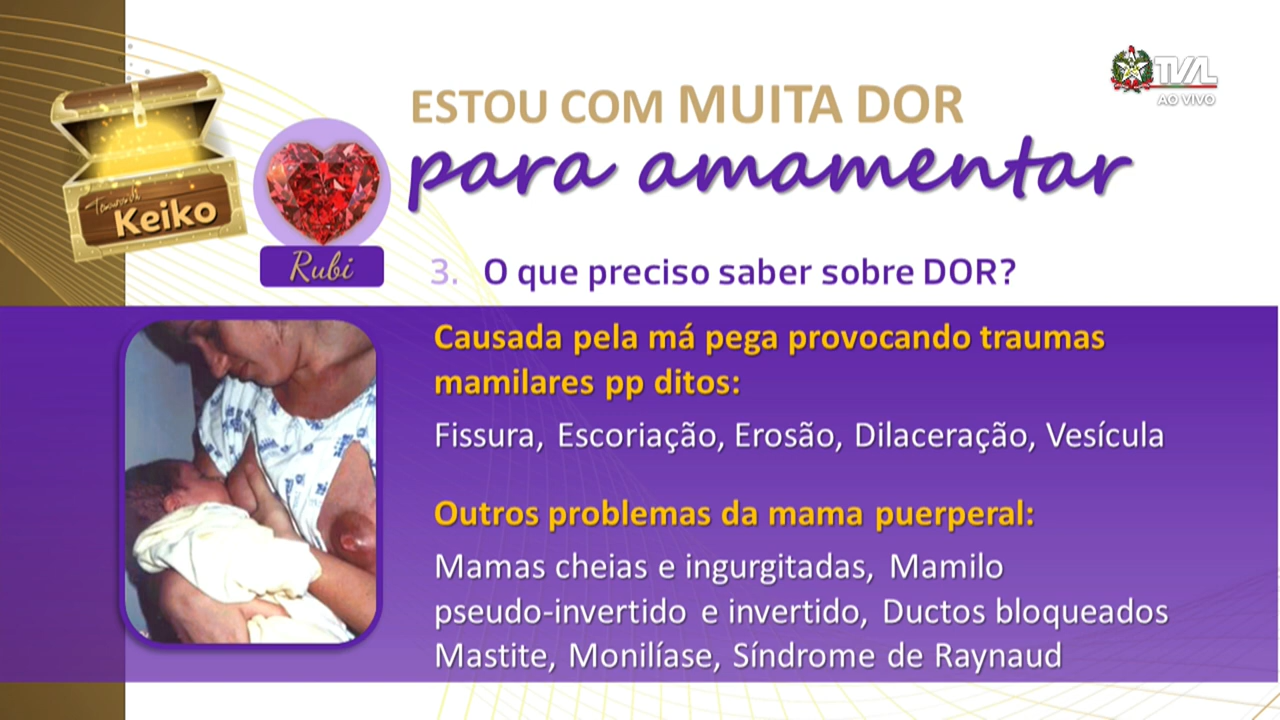 TVAL
AO VIVO
ESTOU COM MUITA DOR
para amamentar
Keiko
Rubi
3. O que preciso saber sobre DOR?
Causada pela má pega provocando traumas
mamilares pp ditos:
Fissura, Escoriação, Erosão, Dilaceração, Vesícula
Outros problemas da mama puerperal:
Mamas cheias e ingurgitadas, Mamilo
pseudo-invertido e invertido, Ductos bloqueados
Mastite, Monilíase, Síndrome de Raynaud